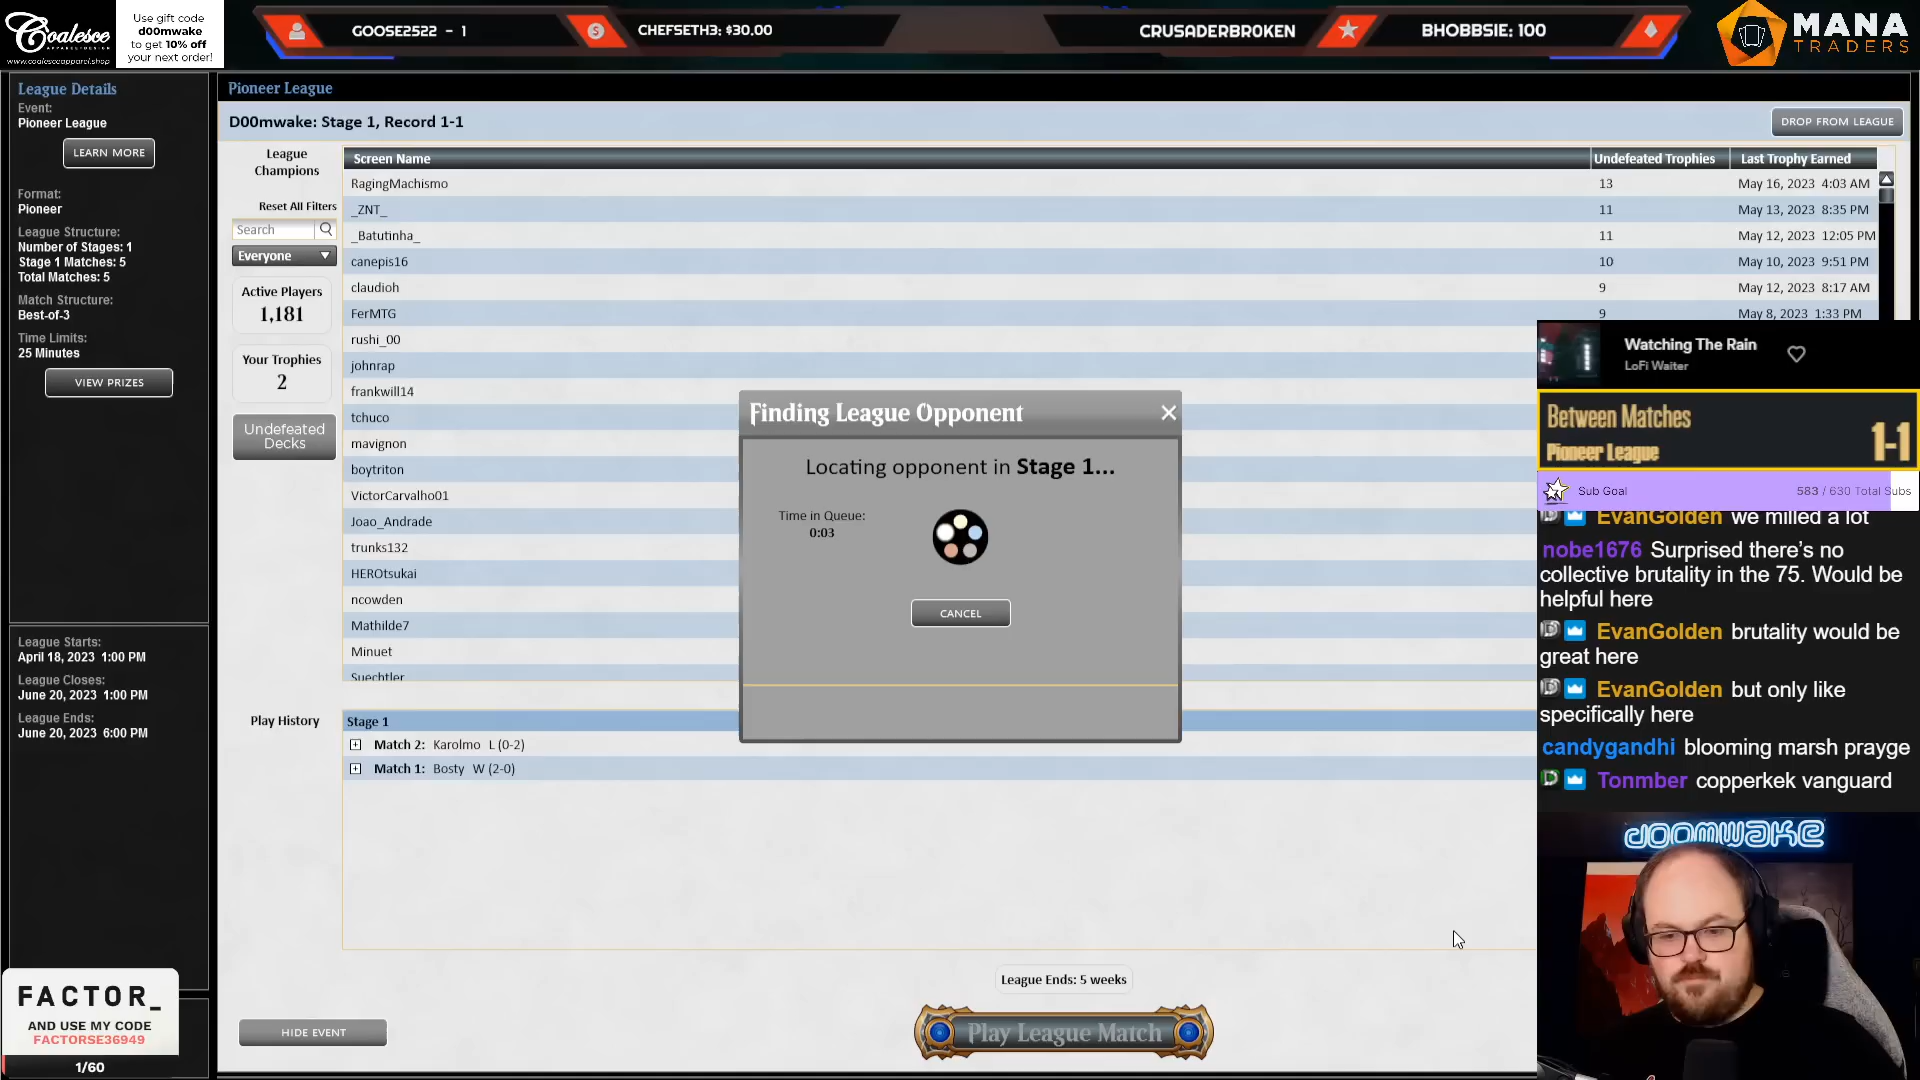 Coalesce
APPAREL DESIGN
www.coalesceapparel.shop
Use gift code
d00mwake
to get 10% off
your next order!
GOOSE2522 - 1
CHEFSETH3: $30.00
CRUSADERBR0KEN
BHOBBSIE: 100
MANA
TRADERS
League Details
Event:
Pioneer League
LEARN MORE
Format:
Pioneer
League Structure:
Number of Stages: 1
Stage 1 Matches: 5
Total Matches: 5
Match Structure:
Best-of-3
Time Limits:
25 Minutes
VIEW PRIZES
League Starts:
April 18, 2023 1:00 PM
League Closes:
June 20, 2023 1:00 PM
League Ends:
June 20, 2023 6:00 PM
FACTOR_
AND USE MY CODE
FACTORSE36949
1/60
Pioneer League
D00mwake: Stage 1, Record 1-1
DROP FROM LEAGUE
League
Champions
Reset All Filters
Search
Everyone
Active Players
1,181
Your Trophies
2
Undefeated
Decks
Screen Name Undefeated Trophies Last Trophy Earned
RagingMachismo 13 May 16, 2023 4:03 AM
_ZNT_ 11 May 13, 2023 8:35 PM
_Batutinha_ 11 May 12, 2023 12:05 PM
canepis16 10 May 10, 2023 9:51 PM
claudioh 9 May 12, 2023 8:17 AM
FerMTG 9 May 8, 2023 1:33 PM
rushi_00
johnrap
frankwill14
tchuco
mavignon
boytriton
VictorCarvalho01
Joao_Andrade
trunks132
HEROtsukai
ncowden
Mathilde7
Minuet
Suechtler
Finding League Opponent
Locating opponent in Stage 1...
Time in Queue:
0:03
CANCEL
Play History
Stage 1
Match 2: Karolmo L (0-2)
Match 1: Bosty W (2-0)
League Ends: 5 weeks
HIDE EVENT
Play League Match
Watching The Rain
LoFi Waiter
Between Matches
Pioneer League
1-1
Sub Goal 583 / 630 Total Subs
EvanGolden we milled a lot
nobe1676 Surprised there's no
collective brutality in the 75. Would be
helpful here
EvanGolden brutality would be
great here
EvanGolden but only like
specifically here
candygandhi blooming marsh prayge
Tonmber copperkek vanguard
doomwake